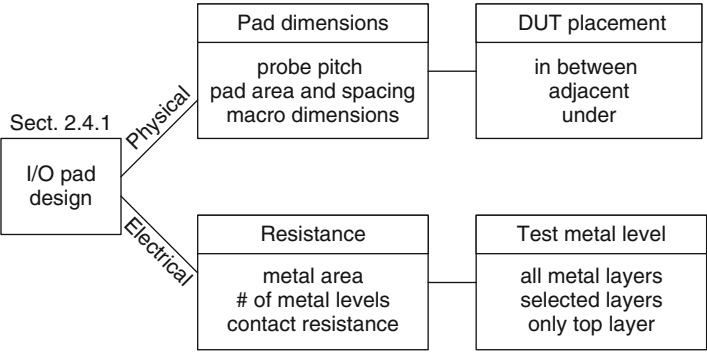 Sect. 2.4.1
I/O pad
design
Physical
Electrical
Pad dimensions
probe pitch
pad area and spacing
macro dimensions
DUT placement
in between
adjacent
under
Resistance
metal area
# of metal levels
contact resistance
Test metal level
all metal layers
selected layers
only top layer